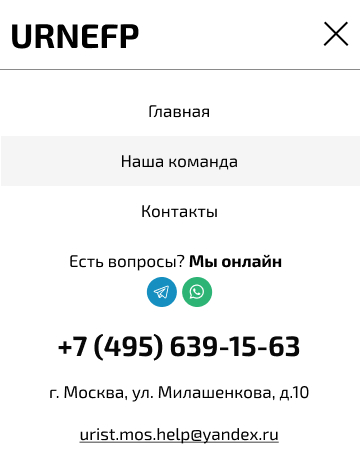 URNEFP
Главная
Наша команда
Контакты
Есть вопросы? Мы онлайн
+7 (495) 639-15-63
г. Москва, ул. Милашенкова, д.10
urist.mos.help@yandex.ru